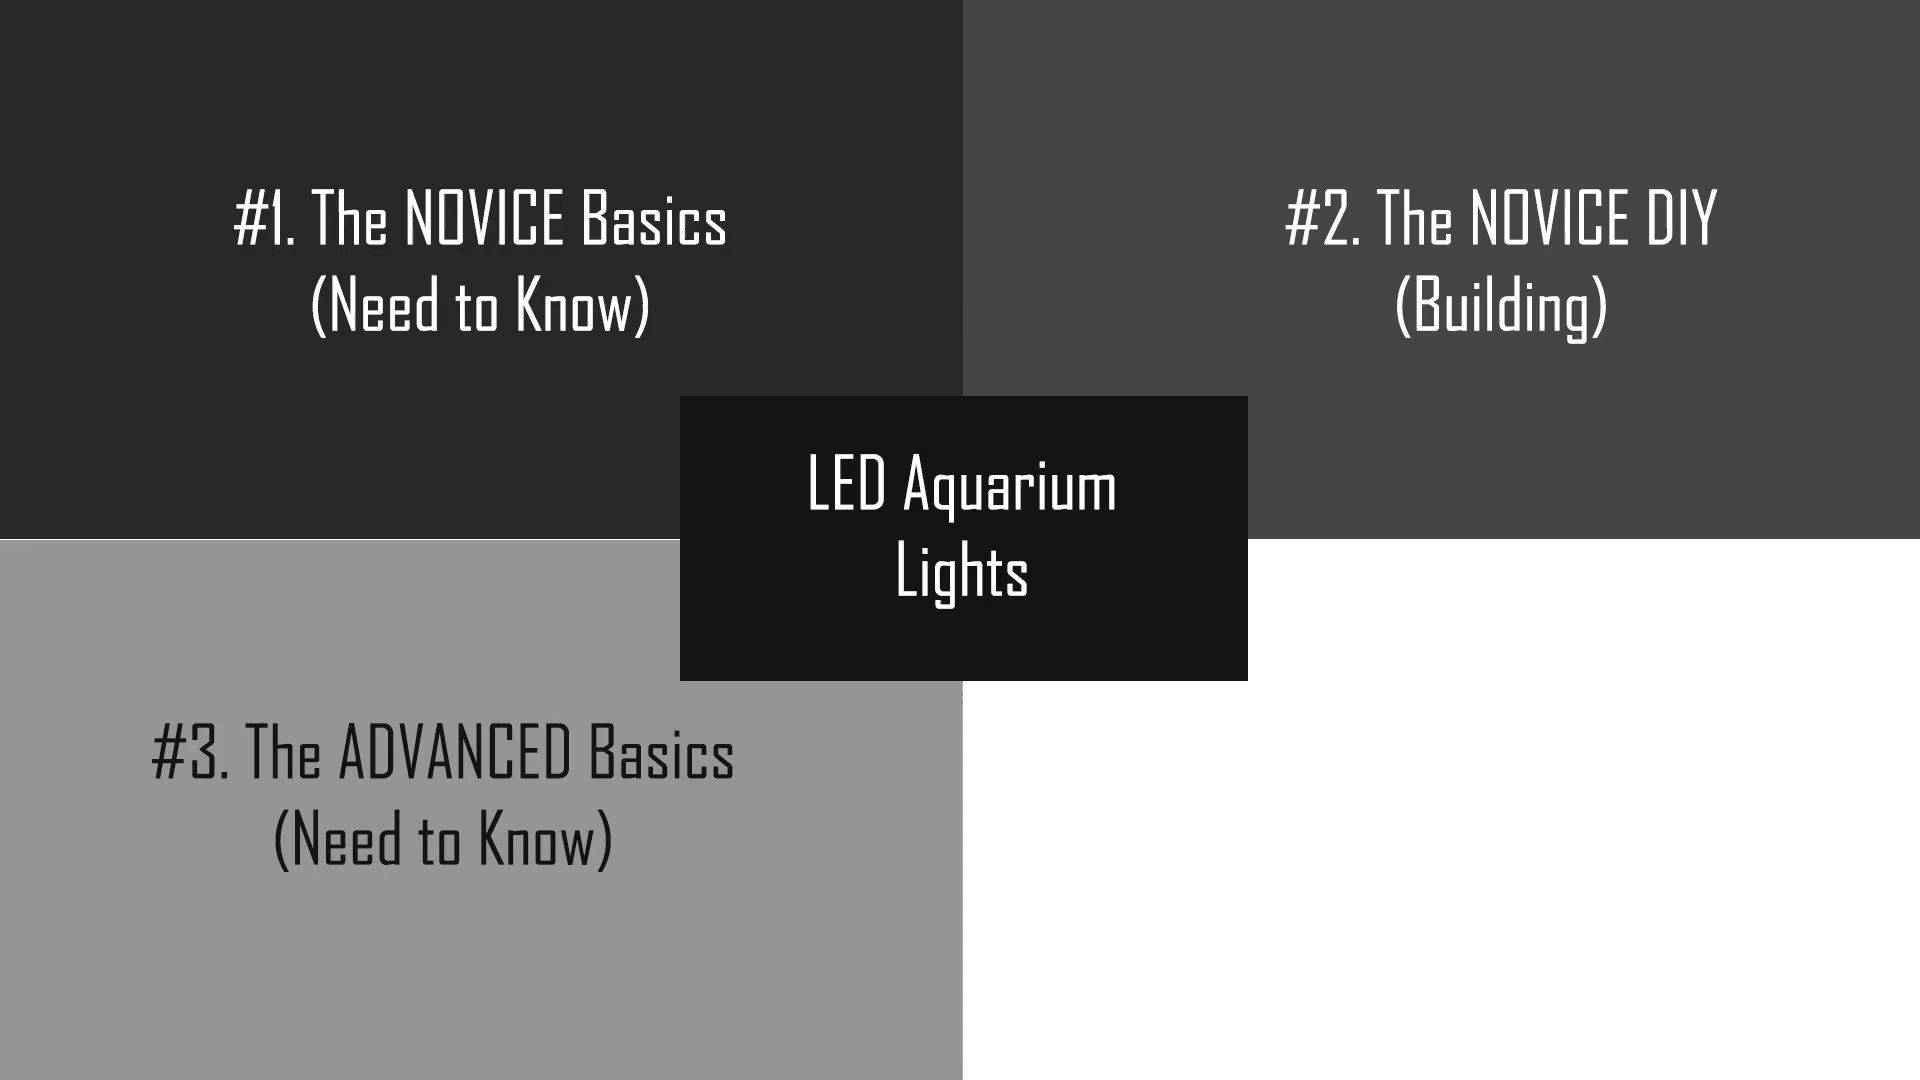 #1. The NOVICE Basics
(Need to Know)
#2. The NOVICE DIY
(Building)
LED Aquarium
Lights
#3. The ADVANCED Basics
(Need to Know)